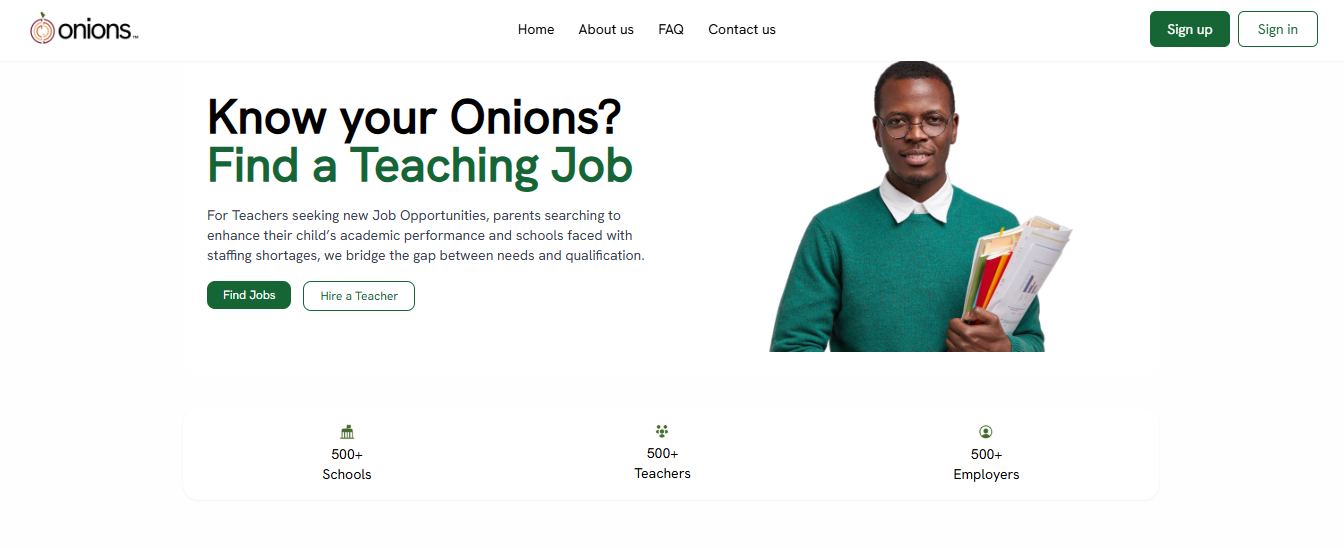 onions™
Home
About us
FAQ
Contact us
Sign up
Sign in
Know your Onions?
Find a Teaching Job
For Teachers seeking new Job Opportunities, parents searching to
enhance their child’s academic performance and schools faced with
staffing shortages, we bridge the gap between needs and qualification.
Find Jobs
Hire a Teacher
500+
Schools
500+
Teachers
500+
Employers